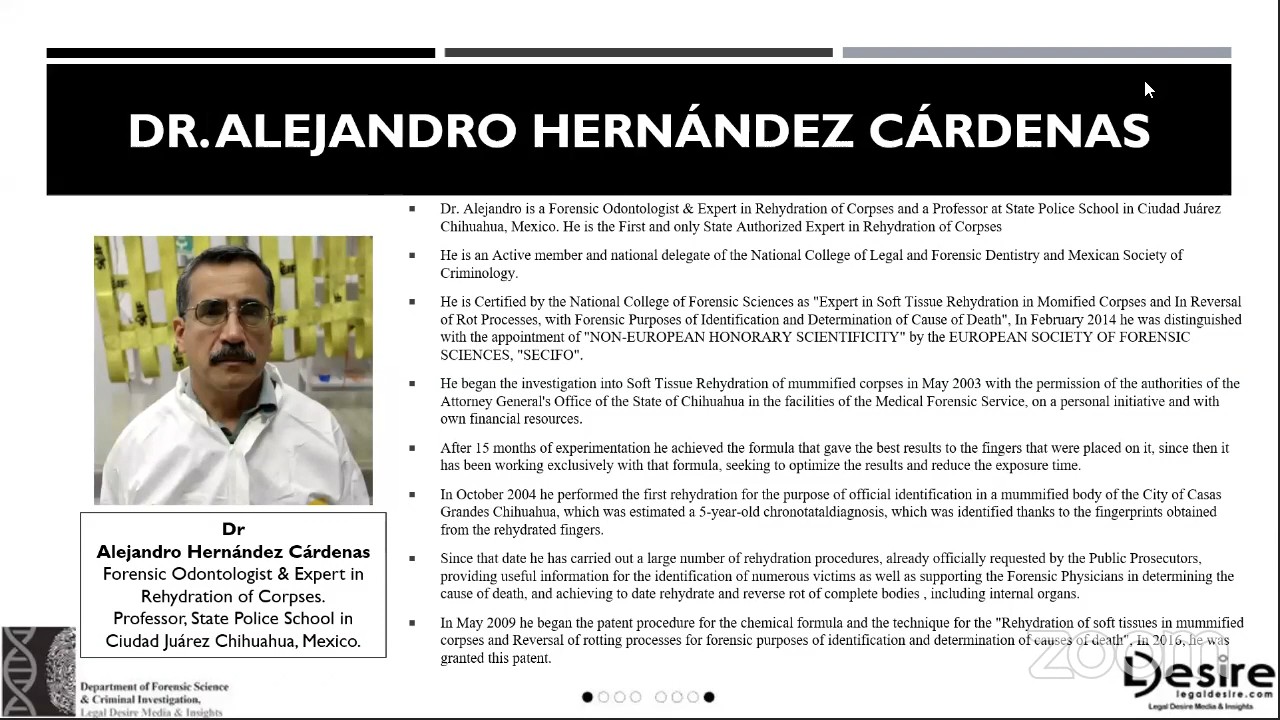 DR. ALEJANDRO HERNÁNDEZ CÁRDENAS
Dr. Alejandro is a Forensic Odontologist & Expert in Rehydration of Corpses and a Professor at State Police School in Ciudad Juárez
Chihuahua, Mexico. He is the First and only State Authorized Expert in Rehydration of Corpses
He is an Active member and national delegate of the National College of Legal and Forensic Dentistry and Mexican Society of
Criminology.
He is Certified by the National College of Forensic Sciences as "Expert in Soft Tissue Rehydration in Momified Corpses and In Reversal
of Rot Processes, with Forensic Purposes of Identification and Determination of Cause of Death", In February 2014 he was distinguished
with the appointment of "NON-EUROPEAN HONORARY SCIENTIFICITY" by the EUROPEAN SOCIETY OF FORENSIC
SCIENCES, "SECIFO".
He began the investigation into Soft Tissue Rehydration of mummified corpses in May 2003 with the permission of the authorities of the
Attorney General's Office of the State of Chihuahua in the facilities of the Medical Forensic Service, on a personal initiative and with
own financial resources.
After 15 months of experimentation he achieved the formula that gave the best results to the fingers that were placed on it, since then it
has been working exclusively with that formula, seeking to optimize the results and reduce the exposure time.
In October 2004 he performed the first rehydration for the purpose of official identification in a mummified body of the City of Casas
Grandes Chihuahua, which was estimated a 5-year-old chronotataldiagnosis, which was identified thanks to the fingerprints obtained
from the rehydrated fingers.
Since that date he has carried out a large number of rehydration procedures, already officially requested by the Public Prosecutors,
providing useful information for the identification of numerous victims as well as supporting the Forensic Physicians in determining the
cause of death, and achieving to date rehydrate and reverse rot of complete bodies , including internal organs.
In May 2009 he began the patent procedure for the chemical formula and the technique for the "Rehydration of soft tissues in mummified
corpses and Reversal of rotting processes for forensic purposes of identification and determination of causes of death", In 2016, he was
granted this patent.
Dr
Alejandro Hernández Cárdenas
Forensic Odontologist & Expert in
Rehydration of Corpses.
Professor, State Police School in
Ciudad Juárez Chihuahua, Mexico.
Department of Forensic Science
& Criminal Investigation,
Legal Desire Media & Insights
zoom
Desire
legaldesire.com
Legal Desire Media & Insights